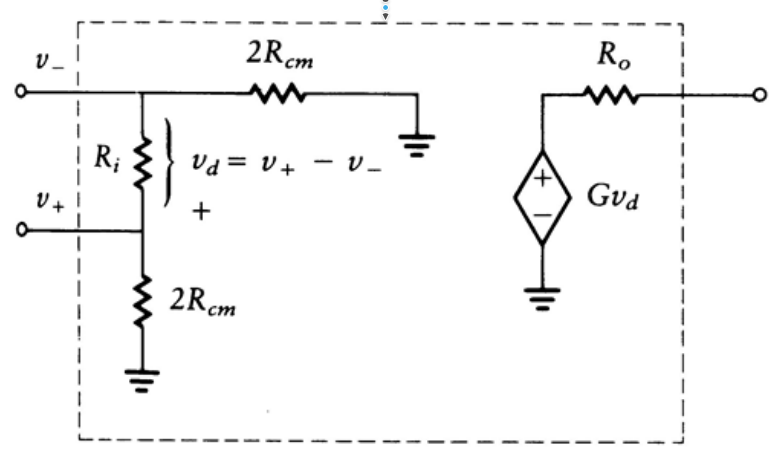 v₋
2R_cm
R_o
R_i
v_d = v₊ − v₋
+
v₊
+
−
Gv_d
2R_cm